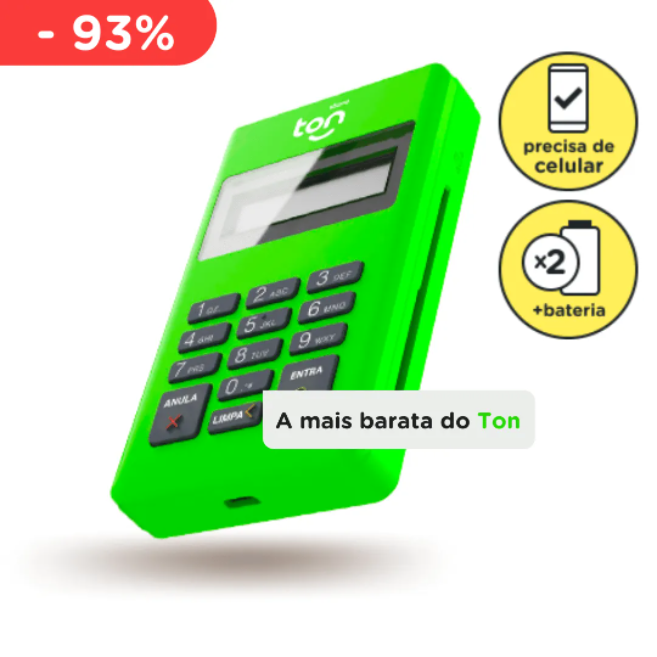 - 93%
stone
ton
precisa de
celular
x2
+bateria
1
2 ABC
3 DEF
4 GHI
5 JKL
6 MNO
7 PRS
8 TUV
9 WXY
0
ENTRA
ANULA
LIMPA
A mais barata do Ton